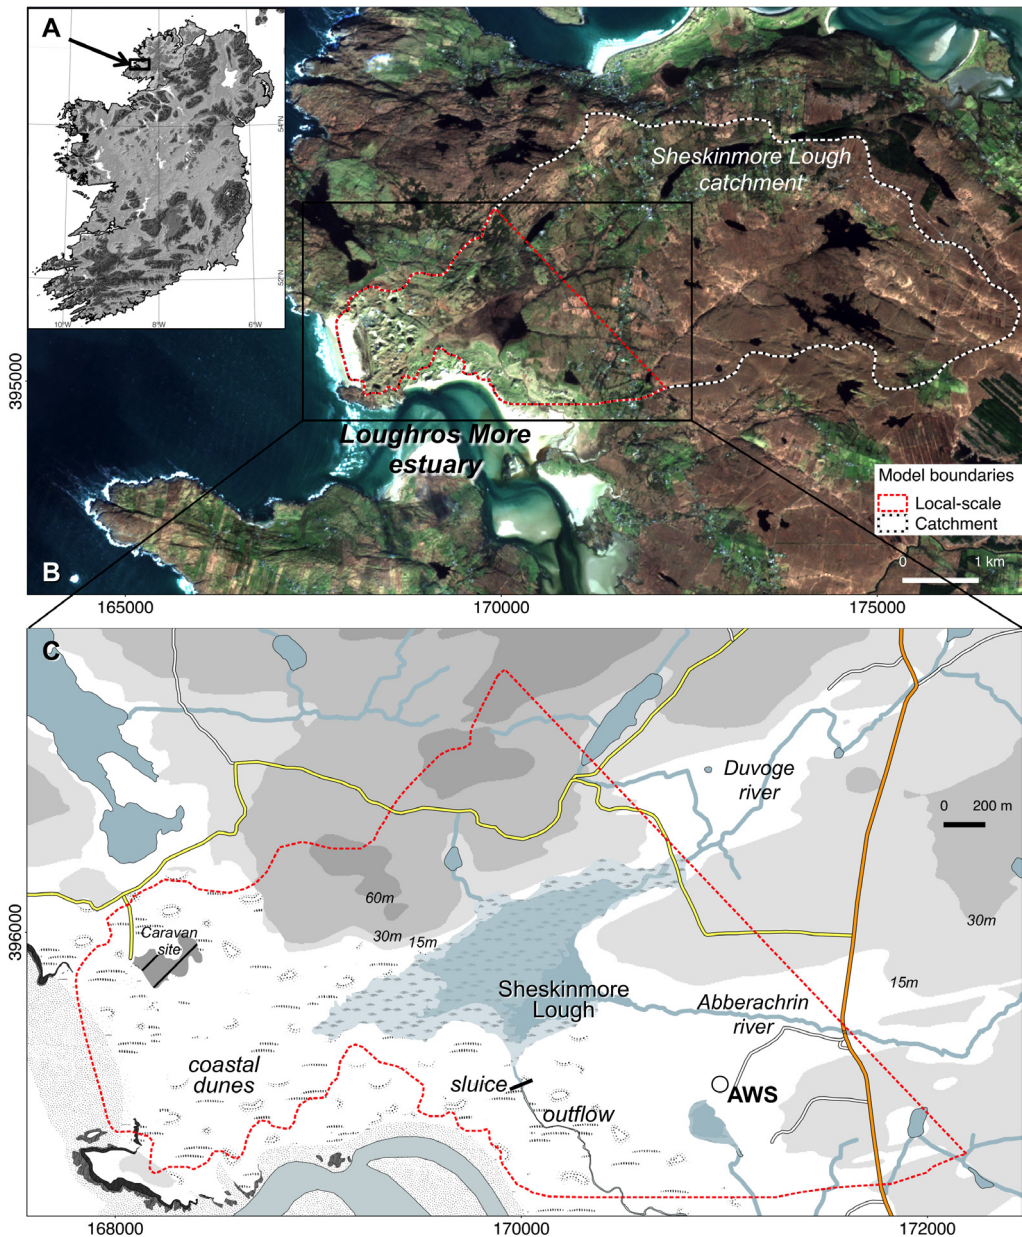 A
54°N
52°N
10°W
8°W
6°W
Sheskinmore Lough
catchment
395000
Loughros More
estuary
Model boundaries
Local-scale
Catchment
0
1 km
B
165000
170000
175000
C
Duvoge
river
0
200 m
60m
30m
15m
30m
396000
Caravan
site
15m
Sheskinmore
Lough
Abberachrin
river
coastal
dunes
sluice
AWS
outflow
168000
170000
172000